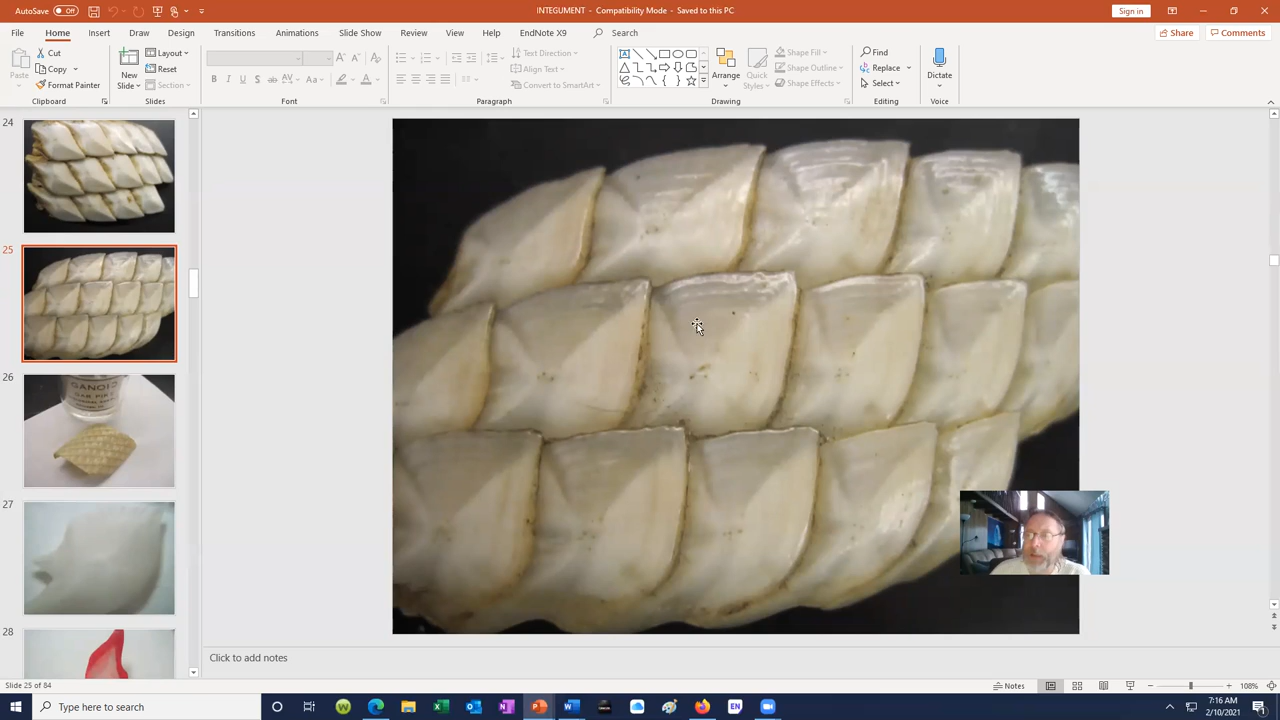 AutoSave Off
INTEGUMENT - Compatibility Mode - Saved to this PC
Sign in
File Home Insert Draw Design Transitions Animations Slide Show Review View Help EndNote X9 Search
Share Comments
Paste
Cut
Copy
Format Painter
Clipboard
New Slide
Layout
Reset
Section
Slides
B I U S ab AV Aa A
Font
Text Direction
Align Text
Convert to SmartArt
Paragraph
Arrange
Quick Styles
Shape Fill
Shape Outline
Shape Effects
Drawing
Find
Replace
Select
Editing
Dictate
Voice
24
25
26
GANOID
27
28
Click to add notes
Slide 25 of 84
Notes
108%
Type here to search
EN
7:16 AM
2/10/2021